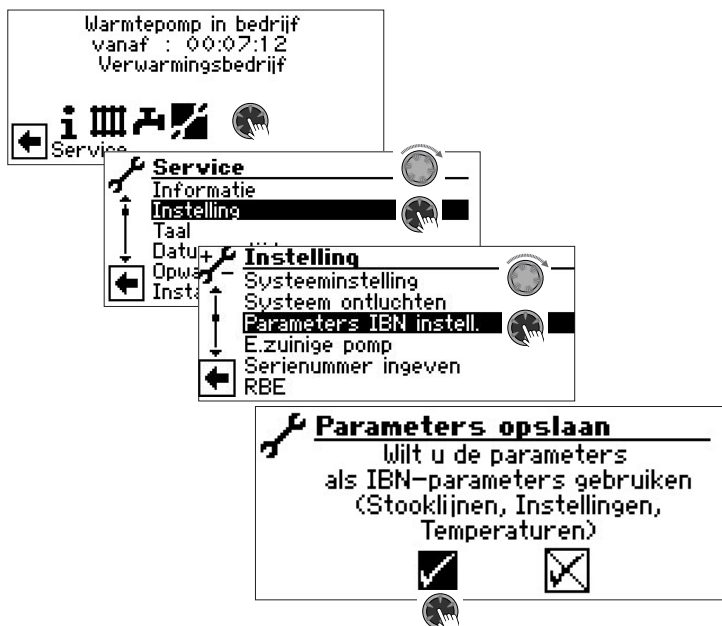 Warmtepomp in bedrijf
vanaf : 00:07:12
Verwarmingsbedrijf
Service
Service
Informatie
Instelling
Taal
Instelling
Systeeminstelling
Systeem ontluchten
Parameters IBN instell.
E.zuinige pomp
Serienummer ingeven
RBE
Parameters opslaan
Wilt u de parameters
als IBN-parameters gebruiken
(Stooklijnen, Instellingen,
Temperaturen)